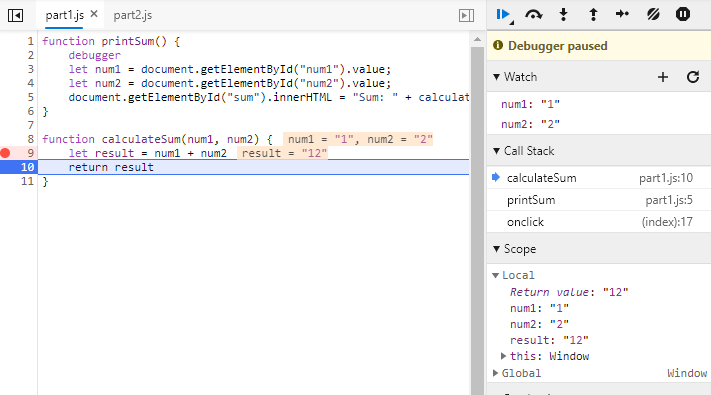 part1.js × part2.js
1 function printSum() {
2 debugger
3 let num1 = document.getElementById("num1").value;
4 let num2 = document.getElementById("num2").value;
5 document.getElementById("sum").innerHTML = "Sum: " + calculat
6 }
7
8 function calculateSum(num1, num2) { num1 = "1", num2 = "2"
9 let result = num1 + num2 result = "12"
10 return result
11 }
Debugger paused
Watch
num1: "1"
num2: "2"
Call Stack
calculateSum part1.js:10
printSum part1.js:5
onclick (index):17
Scope
Local
Return value: "12"
num1: "1"
num2: "2"
result: "12"
this: Window
Global Window